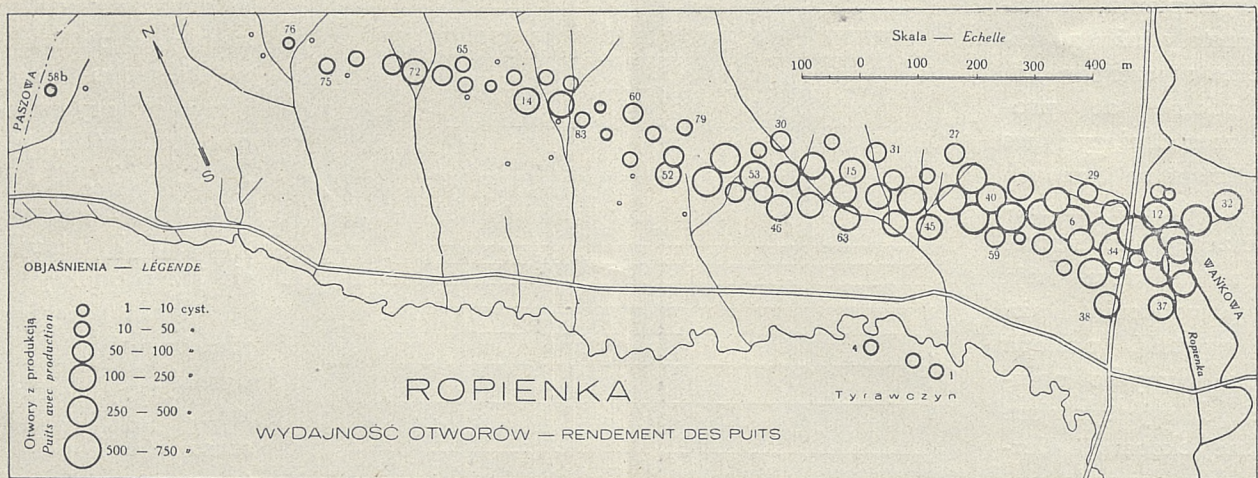 PASZOWA
58b
76
75
72
65
14
83
60
79
52
53
46
30
15
31
63
45
27
40
59
29
6
34
12
32
38
37
4
1
N
S
Skala — Echelle
100 0 100 200 300 400 m
WAŃKOWA
Ropienka
Tyrawczyn
OBJAŚNIENIA — LÉGENDE
Otwory z produkcją
Puits avec production
1 — 10 cyst.
10 — 50 "
50 — 100 "
100 — 250 "
250 — 500 "
500 — 750 "
ROPIENKA
WYDAJNOŚĆ OTWORÓW — RENDEMENT DES PUITS